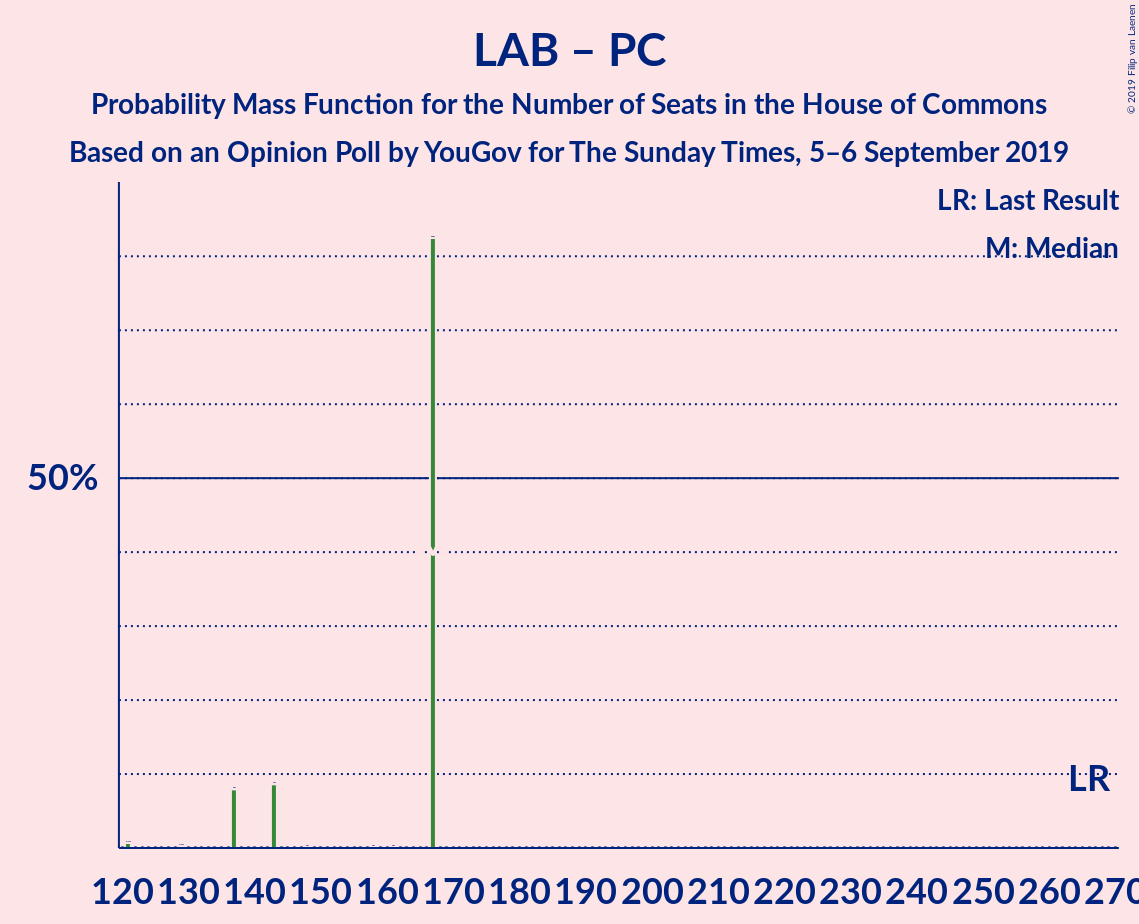 LAB – PC
Probability Mass Function for the Number of Seats in the House of Commons
Based on an Opinion Poll by YouGov for The Sunday Times, 5–6 September 2019
© 2019 Filip van Laenen
LR: Last Result
M: Median
50%
LR
120 130 140 150 160 170 180 190 200 210 220 230 240 250 260 270